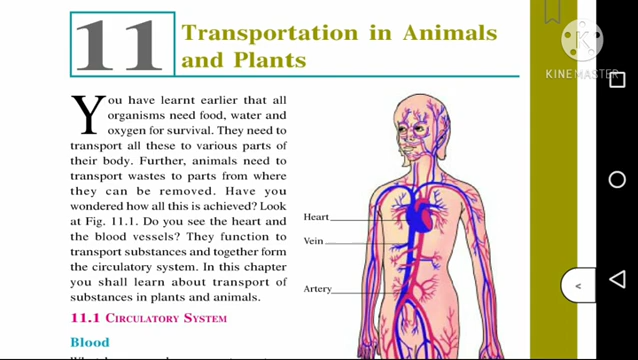 11
Transportation in Animals
and Plants
KINEMASTER
You have learnt earlier that all
organisms need food, water and
oxygen for survival. They need to
transport all these to various parts of
their body. Further, animals need to
transport wastes to parts from where
they can be removed. Have you
wondered how all this is achieved? Look
at Fig. 11.1. Do you see the heart and
the blood vessels? They function to
transport substances and together form
the circulatory system. In this chapter
you shall learn about transport of
substances in plants and animals.
11.1 CIRCULATORY SYSTEM
Blood
Heart
Vein
Artery